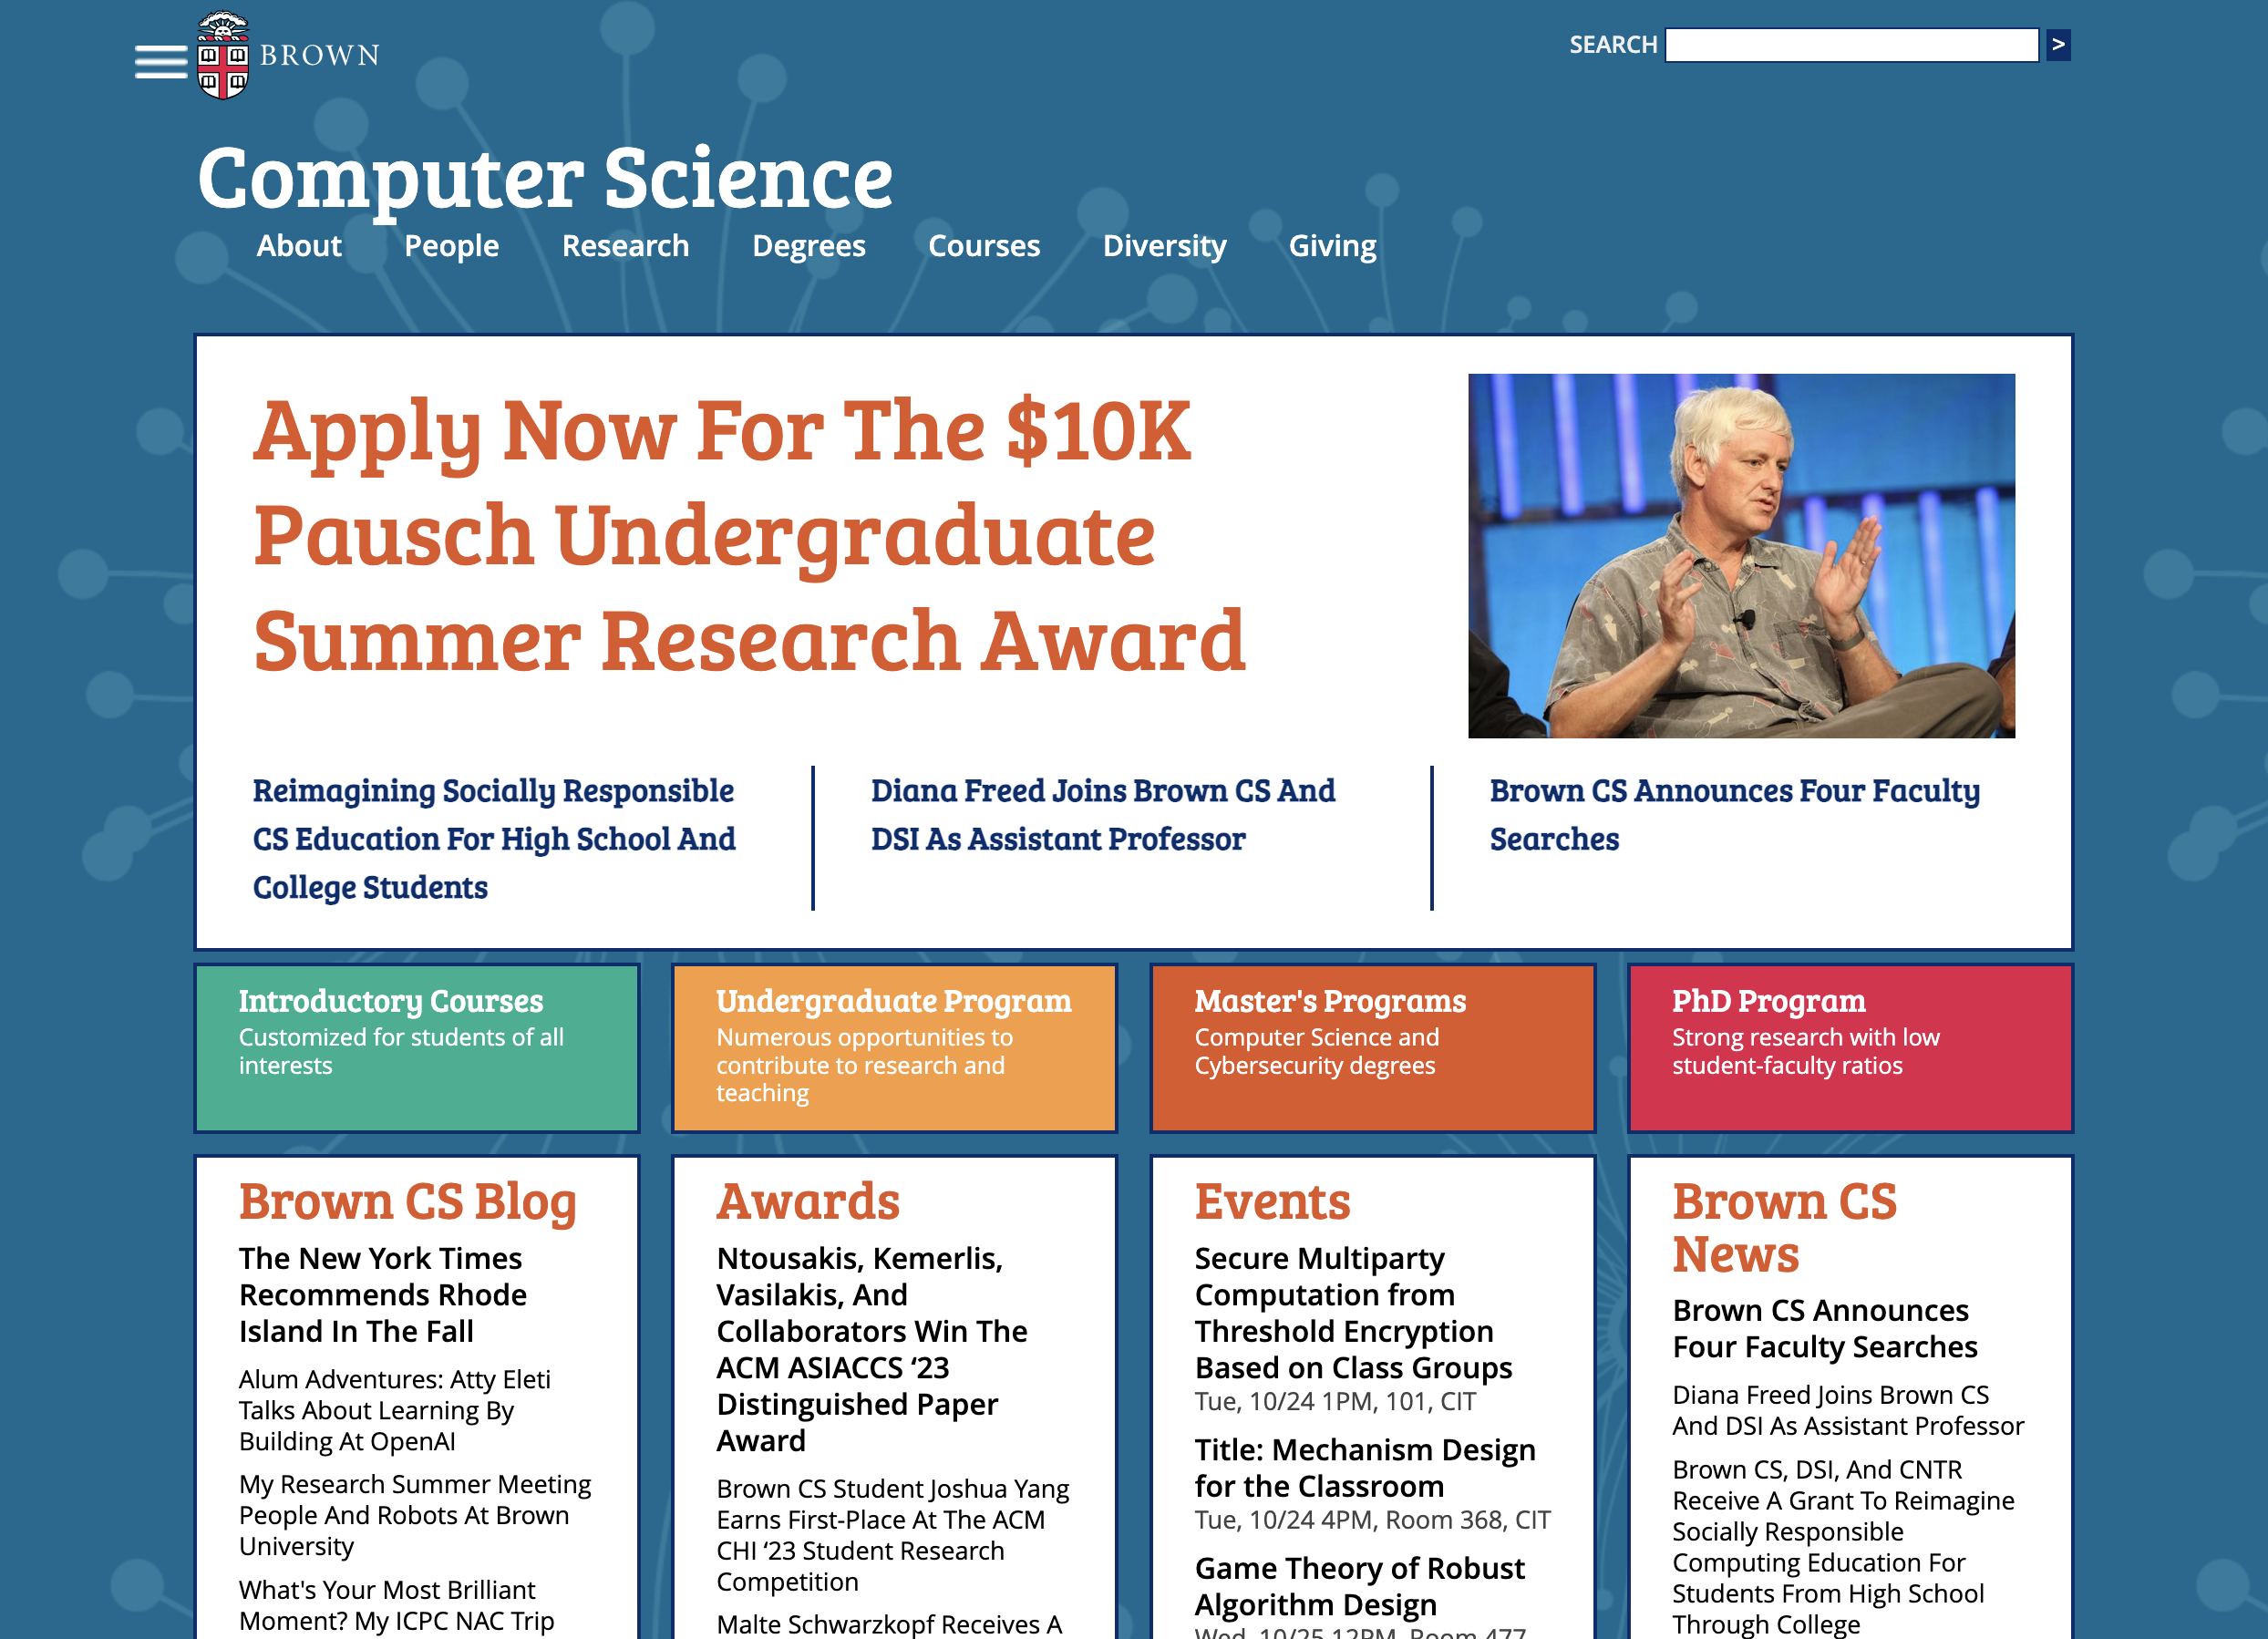 BROWN
SEARCH
>
Computer Science
About People Research Degrees Courses Diversity Giving
Apply Now For The $10K
Pausch Undergraduate
Summer Research Award
Reimagining Socially Responsible
CS Education For High School And
College Students
Diana Freed Joins Brown CS And
DSI As Assistant Professor
Brown CS Announces Four Faculty
Searches
Introductory Courses
Customized for students of all
interests
Undergraduate Program
Numerous opportunities to
contribute to research and
teaching
Master's Programs
Computer Science and
Cybersecurity degrees
PhD Program
Strong research with low
student-faculty ratios
Brown CS Blog
The New York Times
Recommends Rhode
Island In The Fall
Alum Adventures: Atty Eleti
Talks About Learning By
Building At OpenAI
My Research Summer Meeting
People And Robots At Brown
University
What's Your Most Brilliant
Moment? My ICPC NAC Trip
Awards
Ntousakis, Kemerlis,
Vasilakis, And
Collaborators Win The
ACM ASIACCS ‘23
Distinguished Paper
Award
Brown CS Student Joshua Yang
Earns First-Place At The ACM
CHI ‘23 Student Research
Competition
Malte Schwarzkopf Receives A
Events
Secure Multiparty
Computation from
Threshold Encryption
Based on Class Groups
Tue, 10/24 1PM, 101, CIT
Title: Mechanism Design
for the Classroom
Tue, 10/24 4PM, Room 368, CIT
Game Theory of Robust
Algorithm Design
Wed, 10/25 12PM, Room 477
Brown CS
News
Brown CS Announces
Four Faculty Searches
Diana Freed Joins Brown CS
And DSI As Assistant Professor
Brown CS, DSI, And CNTR
Receive A Grant To Reimagine
Socially Responsible
Computing Education For
Students From High School
Through College